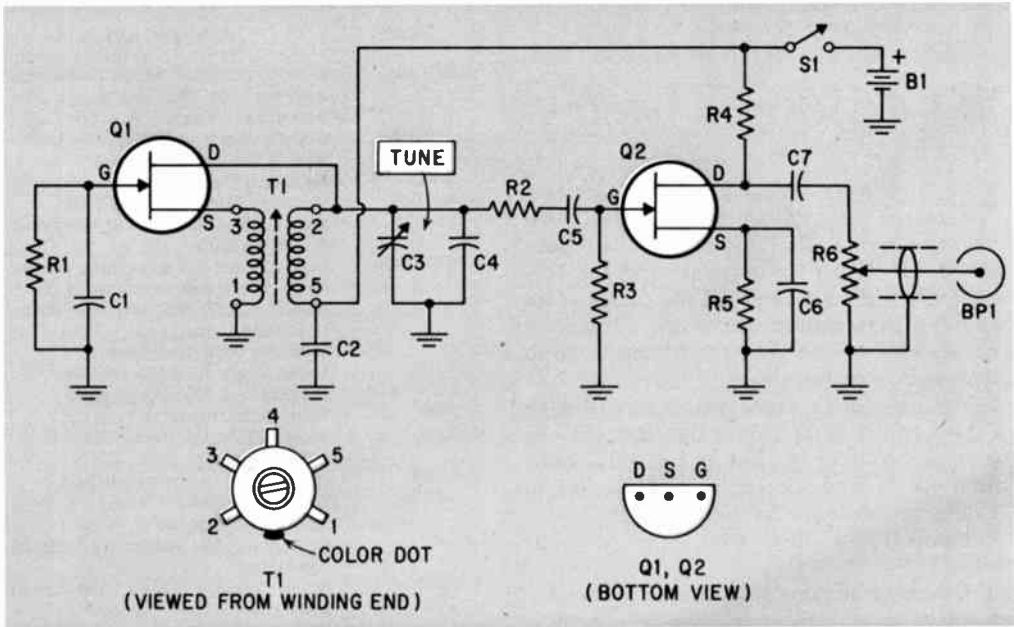 S1
+
B1
R4
Q1
D
G
S
T1
TUNE
Q2
D
G
S
C7
3
2
R2
C5
R1
C1
1
5
C2
C3
C4
R3
R5
C6
R6
BP1
4
3
5
2
1
COLOR DOT
T1
(VIEWED FROM WINDING END)
D S G
Q1, Q2
(BOTTOM VIEW)